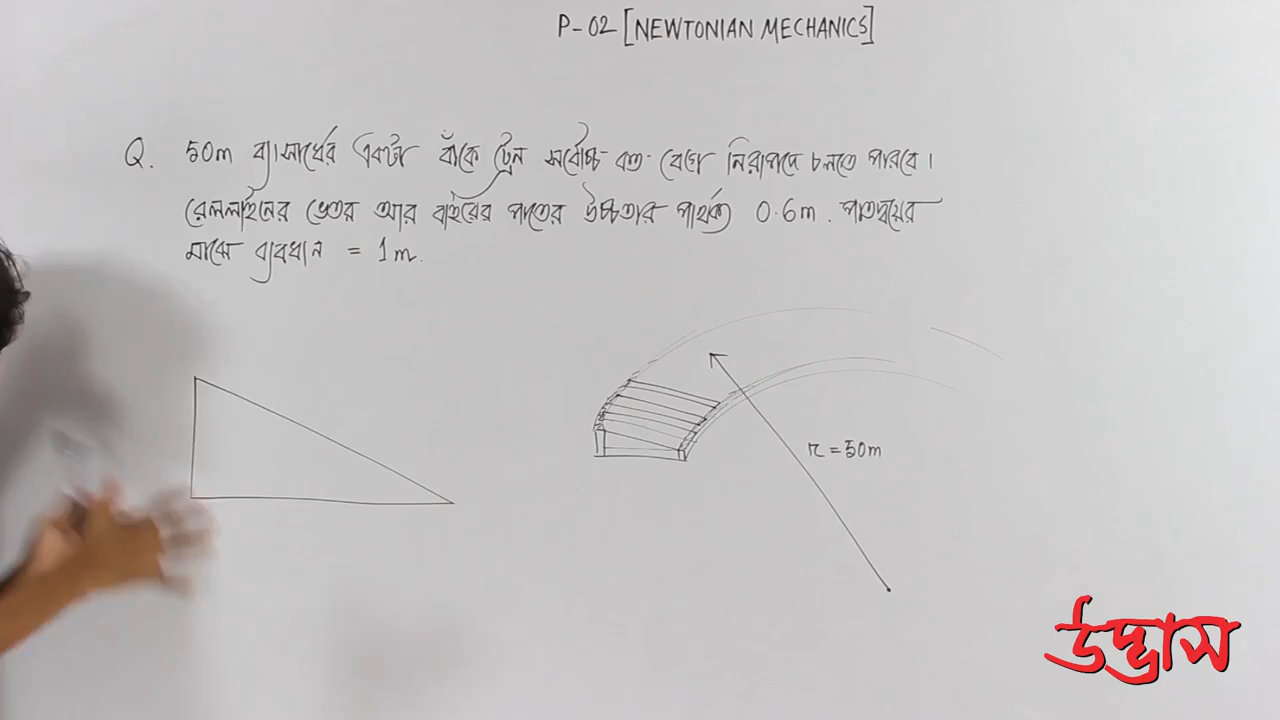 P-02 [NEWTONIAN MECHANICS]
Q. 50m ব্যাসার্ধের একটা বাঁকে ট্রেন সর্বোচ্চ কত বেগে নিরাপদে চলতে পারবে।
রেললাইনের ভেতর আর বাইরের পাতের উচ্চতার পার্থক্য 0.6m. পাতদ্বয়ের
মাঝে ব্যবধান = 1m.
r = 50m
উদ্ভাস